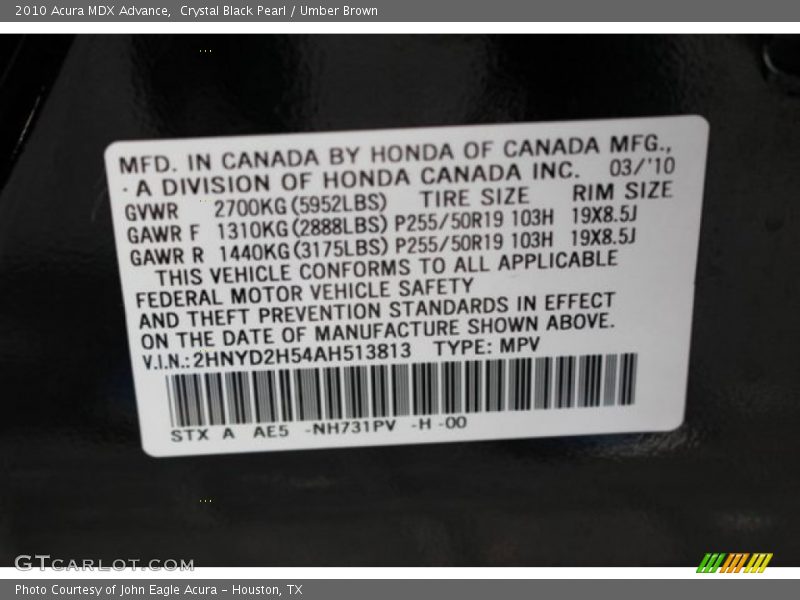 2010 Acura MDX Advance,  Crystal Black Pearl / Umber Brown
MFD. IN CANADA BY HONDA OF CANADA MFG.,
A DIVISION OF HONDA CANADA INC. 03/'10
GVWR 2700KG(5952LBS) TIRE SIZE RIM SIZE
GAWR F 1310KG(2888LBS) P255/50R19 103H 19X8.5J
GAWR R 1440KG(3175LBS) P255/50R19 103H 19X8.5J
THIS VEHICLE CONFORMS TO ALL APPLICABLE
FEDERAL MOTOR VEHICLE SAFETY
AND THEFT PREVENTION STANDARDS IN EFFECT
ON THE DATE OF MANUFACTURE SHOWN ABOVE.
V.I.N.:2HNYD2H54AH513813 TYPE: MPV
STX A AE5 -NH731PV -H -00
GTCARLOT.COM
Photo Courtesy of John Eagle Acura - Houston, TX